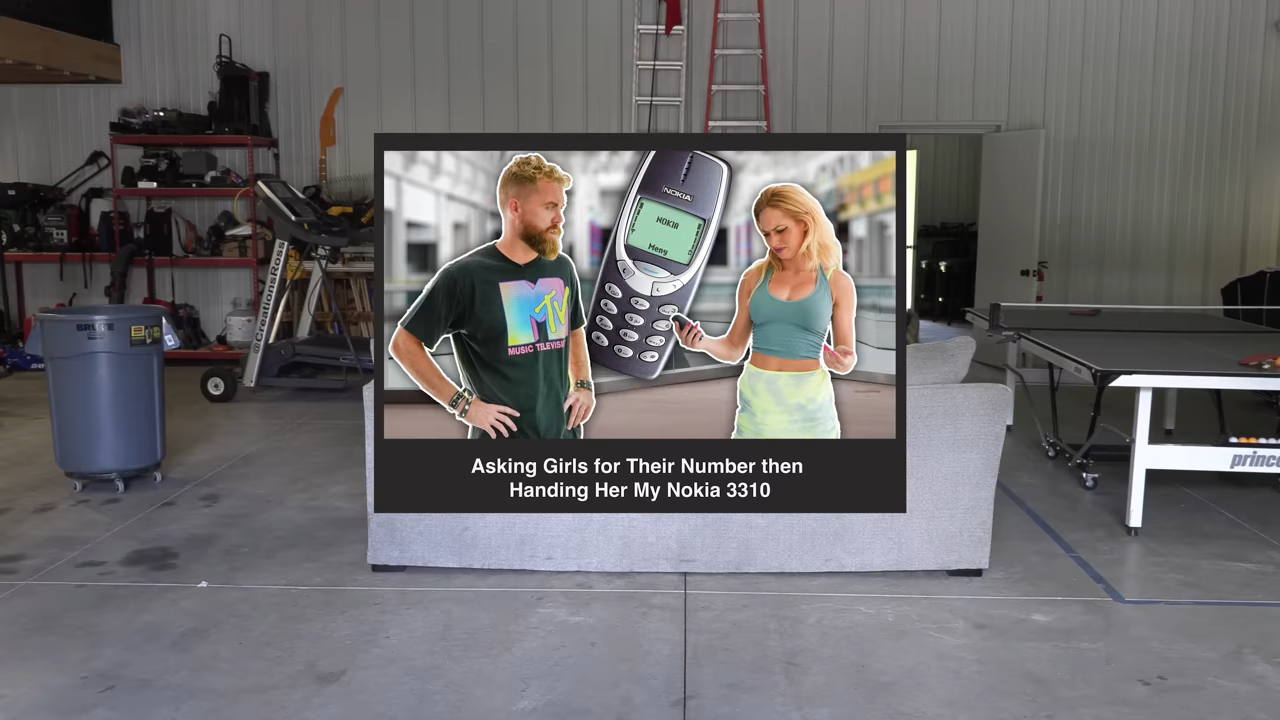 NOKIA
NOKIA
Menu
MTV
MUSIC TELEVISION
BRUTE
@CreationsRoss
prince
Asking Girls for Their Number then
Handing Her My Nokia 3310